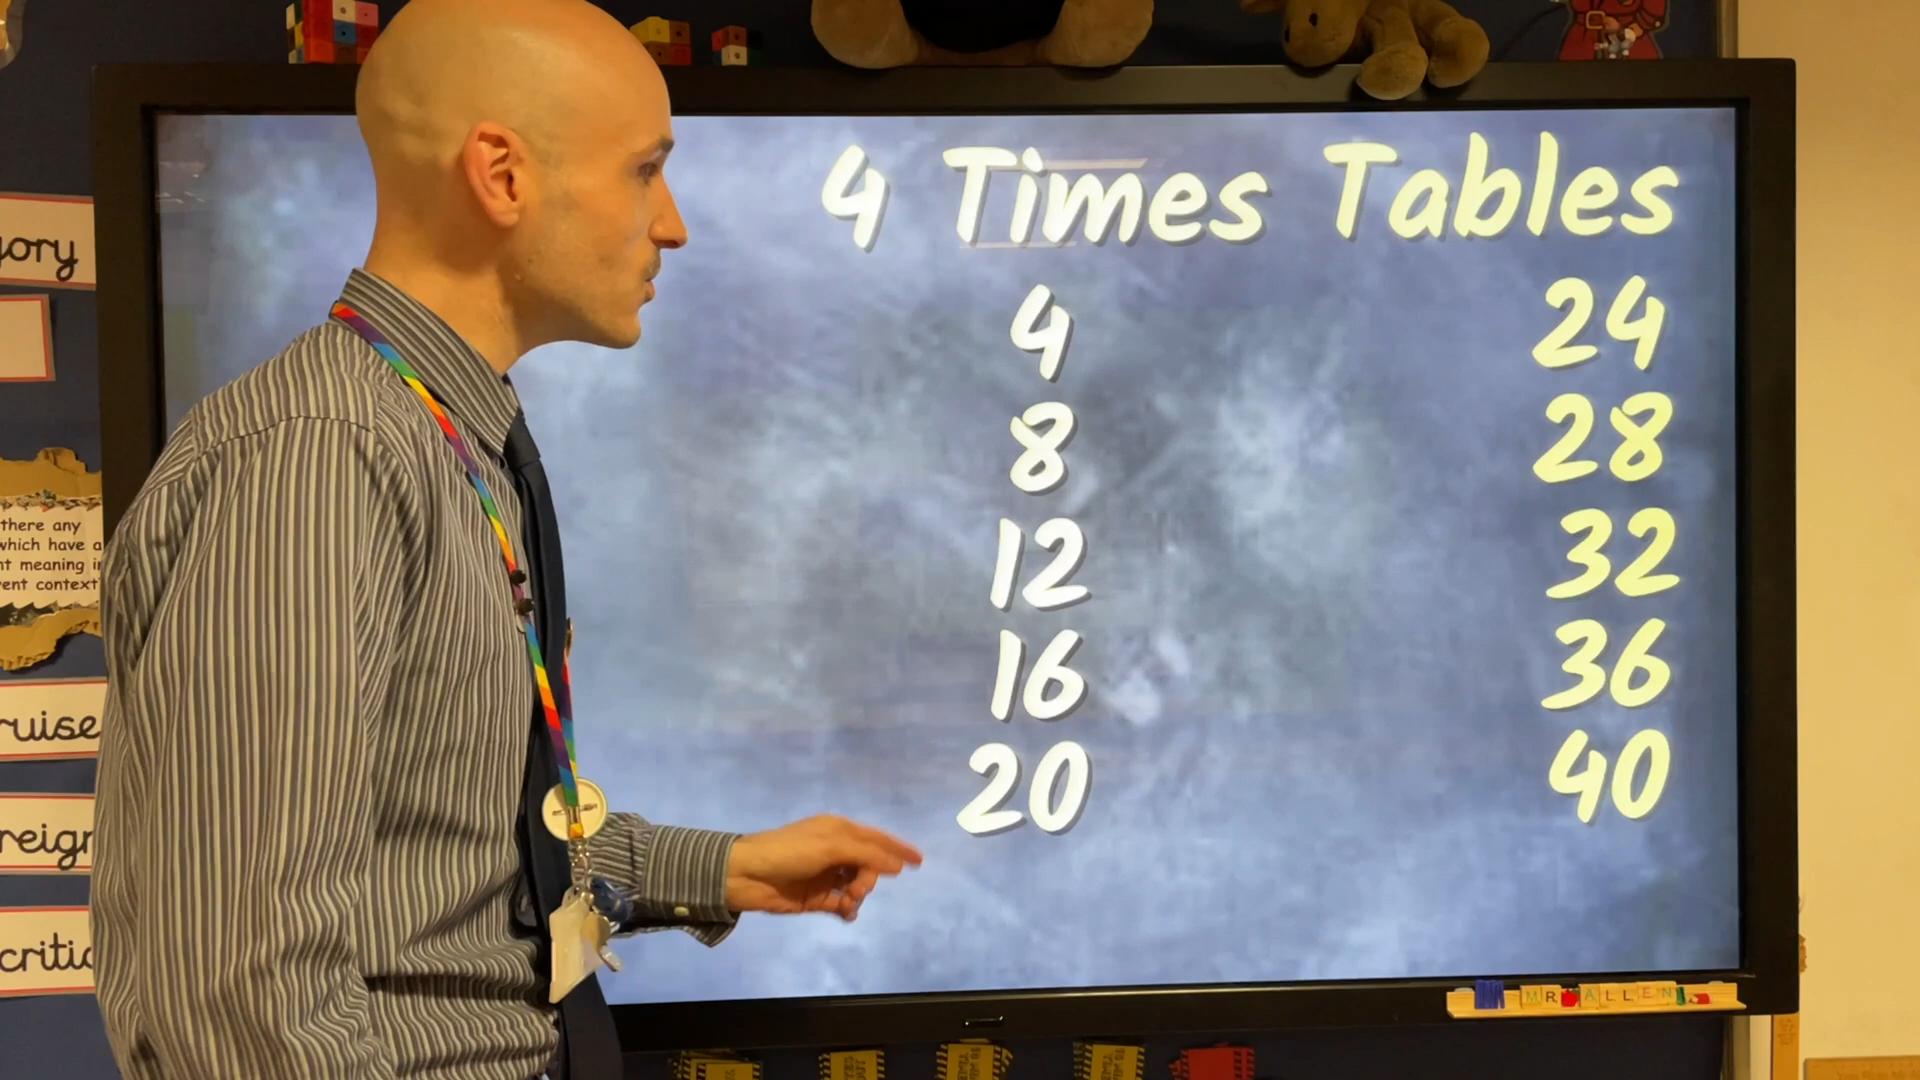 4 Times Tables
4
8
12
16
20
24
28
32
36
40
gory
there any
which have a
nt meaning i
ent context
ruise
reign
critic
MR ALLEN